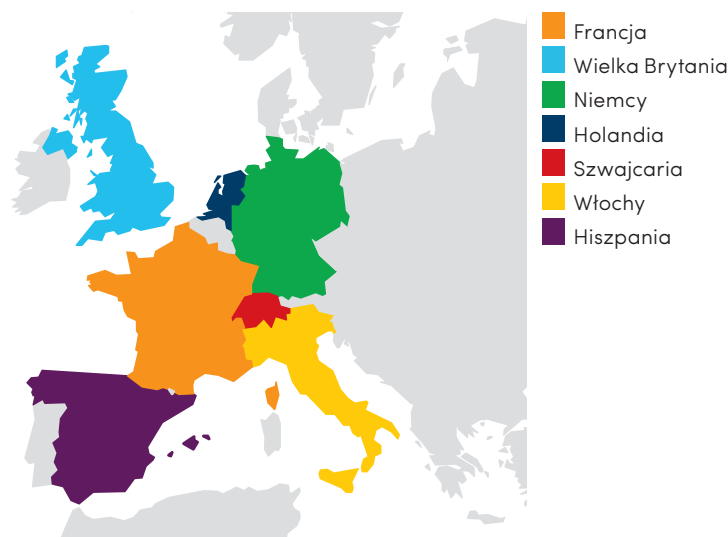 Francja
Wielka Brytania
Niemcy
Holandia
Szwajcaria
Włochy
Hiszpania